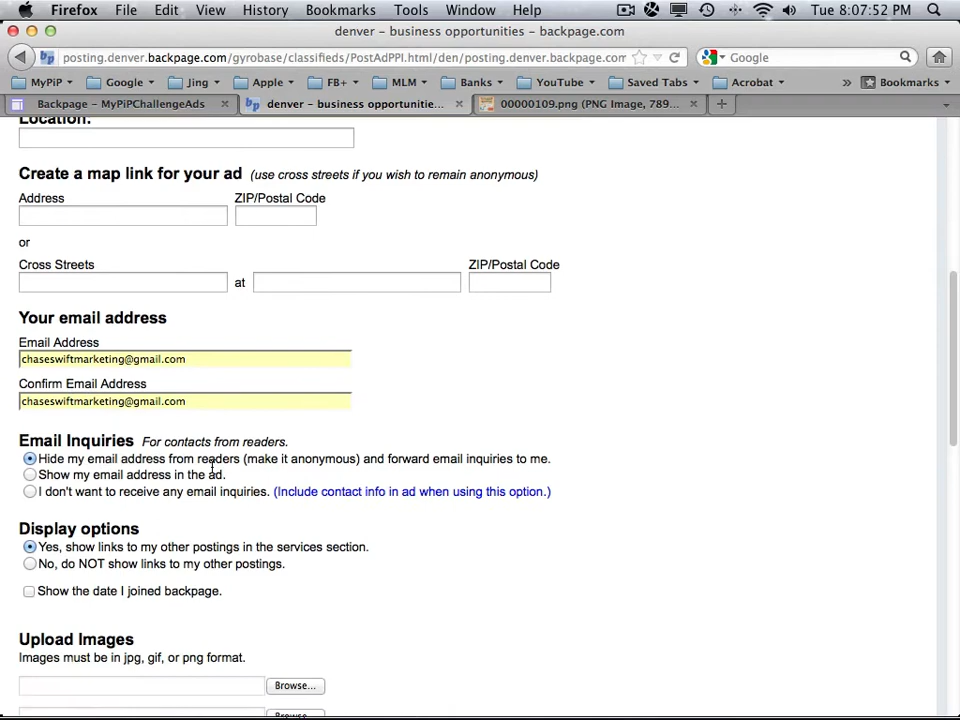 Firefox File Edit View History Bookmarks Tools Window Help Tue 8:07:52 PM
denver – business opportunities – backpage.com
posting.denver.backpage.com/gyrobase/classifieds/PostAdPPI.html/den/posting.denver.backpage.com Google
MyPiP Google Jing Apple FB+ MLM Banks YouTube Saved Tabs Acrobat » Bookmarks
Backpage – MyPiPChallengeAds denver – business opportunitie... 00000109.png (PNG Image, 789...
Location:
Create a map link for your ad (use cross streets if you wish to remain anonymous)
Address ZIP/Postal Code
or
Cross Streets ZIP/Postal Code
at
Your email address
Email Address
chaseswiftmarketing@gmail.com
Confirm Email Address
chaseswiftmarketing@gmail.com
Email Inquiries For contacts from readers.
Hide my email address from readers (make it anonymous) and forward email inquiries to me.
Show my email address in the ad.
I don't want to receive any email inquiries. (Include contact info in ad when using this option.)
Display options
Yes, show links to my other postings in the services section.
No, do NOT show links to my other postings.
Show the date I joined backpage.
Upload Images
Images must be in jpg, gif, or png format.
Browse...
Browse...